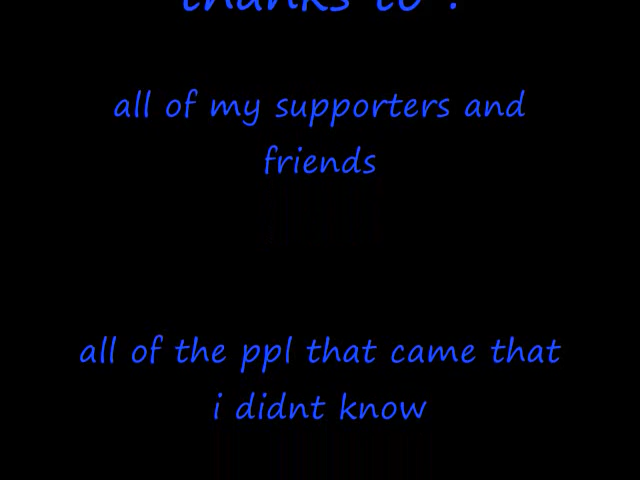 thanks to :
all of my supporters and
friends
all of the ppl that came that
i didnt know